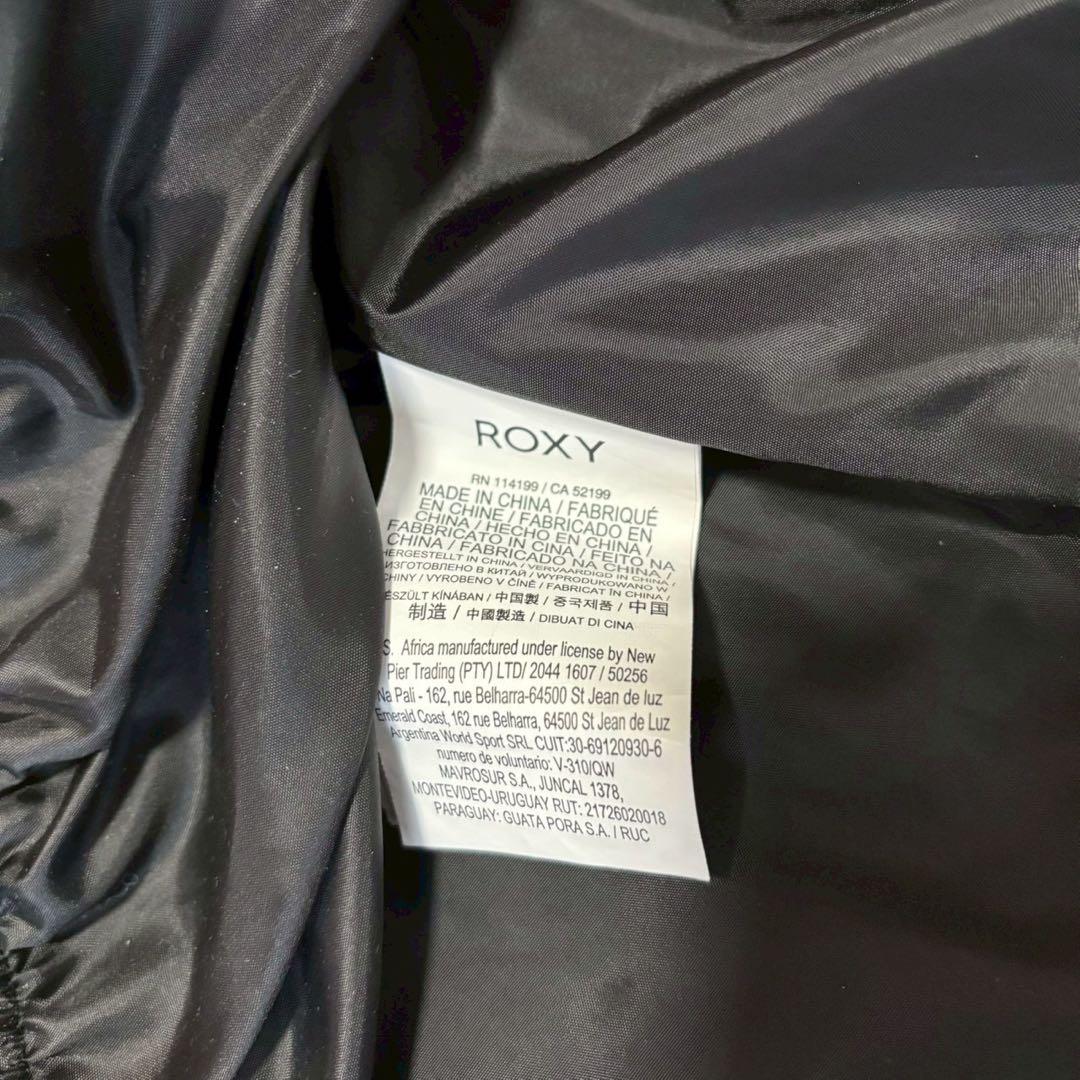 ROXY
RN 114199 / CA 52199
MADE IN CHINA / FABRIQUÉ
EN CHINE / FABRICADO EN
CHINA / HECHO EN CHINA /
FABBRICATO IN CINA / FEITO NA
CHINA / FABRICADO NA CHINA /
HERGESTELLT IN CHINA / VERVAARDIGD IN CHINA /
ИЗГОТОВЛЕНО В КИТАЙ / WYPRODUKOWANO W
CHINY / VYROBENO V ČÍNĚ / FABRICAT ÎN CHINA /
KÉSZÜLT KÍNÁBAN / 中国製 / 중국제품 / 中国
制造 / 中國製造 / DIBUAT DI CINA
S. Africa manufactured under license by New
Pier Trading (PTY) LTD/ 2044 1607 / 50256
Na Pali - 162, rue Belharra-64500 St Jean de luz
Emerald Coast, 162 rue Belharra, 64500 St Jean de Luz
Argentina World Sport SRL CUIT:30-69120930-6
numero de voluntario: V-310/QW
MAVROSUR S.A., JUNCAL 1378,
MONTEVIDEO-URUGUAY RUT: 21726020018
PARAGUAY: GUATA PORA S.A. / RUC